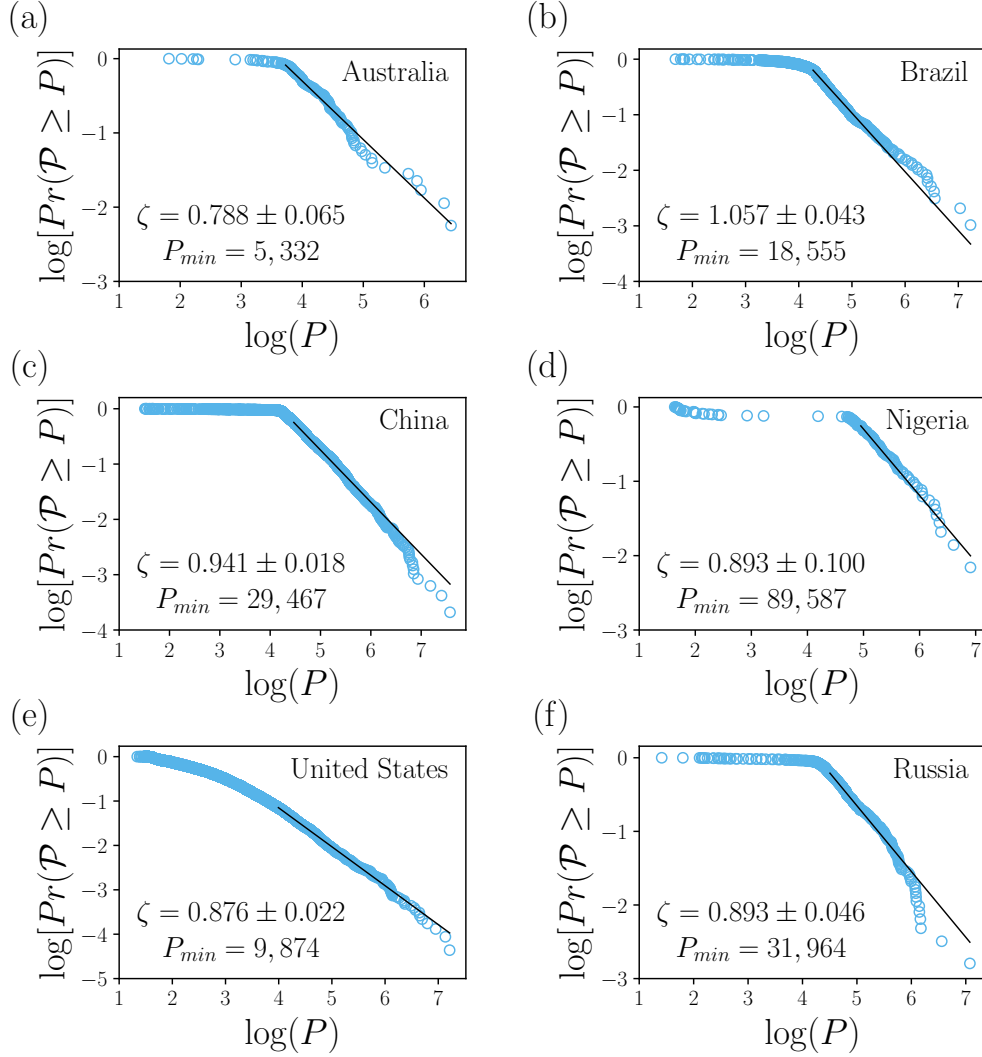 (a)
Australia
ζ = 0.788 ± 0.065
P_min = 5, 332
log[Pr(𝒫 ≥ P)]
0
−1
−2
−3
1 2 3 4 5 6
log(P)
(b)
Brazil
ζ = 1.057 ± 0.043
P_min = 18, 555
log[Pr(𝒫 ≥ P)]
0
−1
−2
−3
−4
1 2 3 4 5 6 7
log(P)
(c)
China
ζ = 0.941 ± 0.018
P_min = 29, 467
log[Pr(𝒫 ≥ P)]
0
−1
−2
−3
−4
1 2 3 4 5 6 7
log(P)
(d)
Nigeria
ζ = 0.893 ± 0.100
P_min = 89, 587
log[Pr(𝒫 ≥ P)]
0
−1
−2
−3
1 2 3 4 5 6 7
log(P)
(e)
United States
ζ = 0.876 ± 0.022
P_min = 9, 874
log[Pr(𝒫 ≥ P)]
0
−1
−2
−3
−4
−5
1 2 3 4 5 6 7
log(P)
(f)
Russia
ζ = 0.893 ± 0.046
P_min = 31, 964
log[Pr(𝒫 ≥ P)]
0
−1
−2
−3
1 2 3 4 5 6 7
log(P)